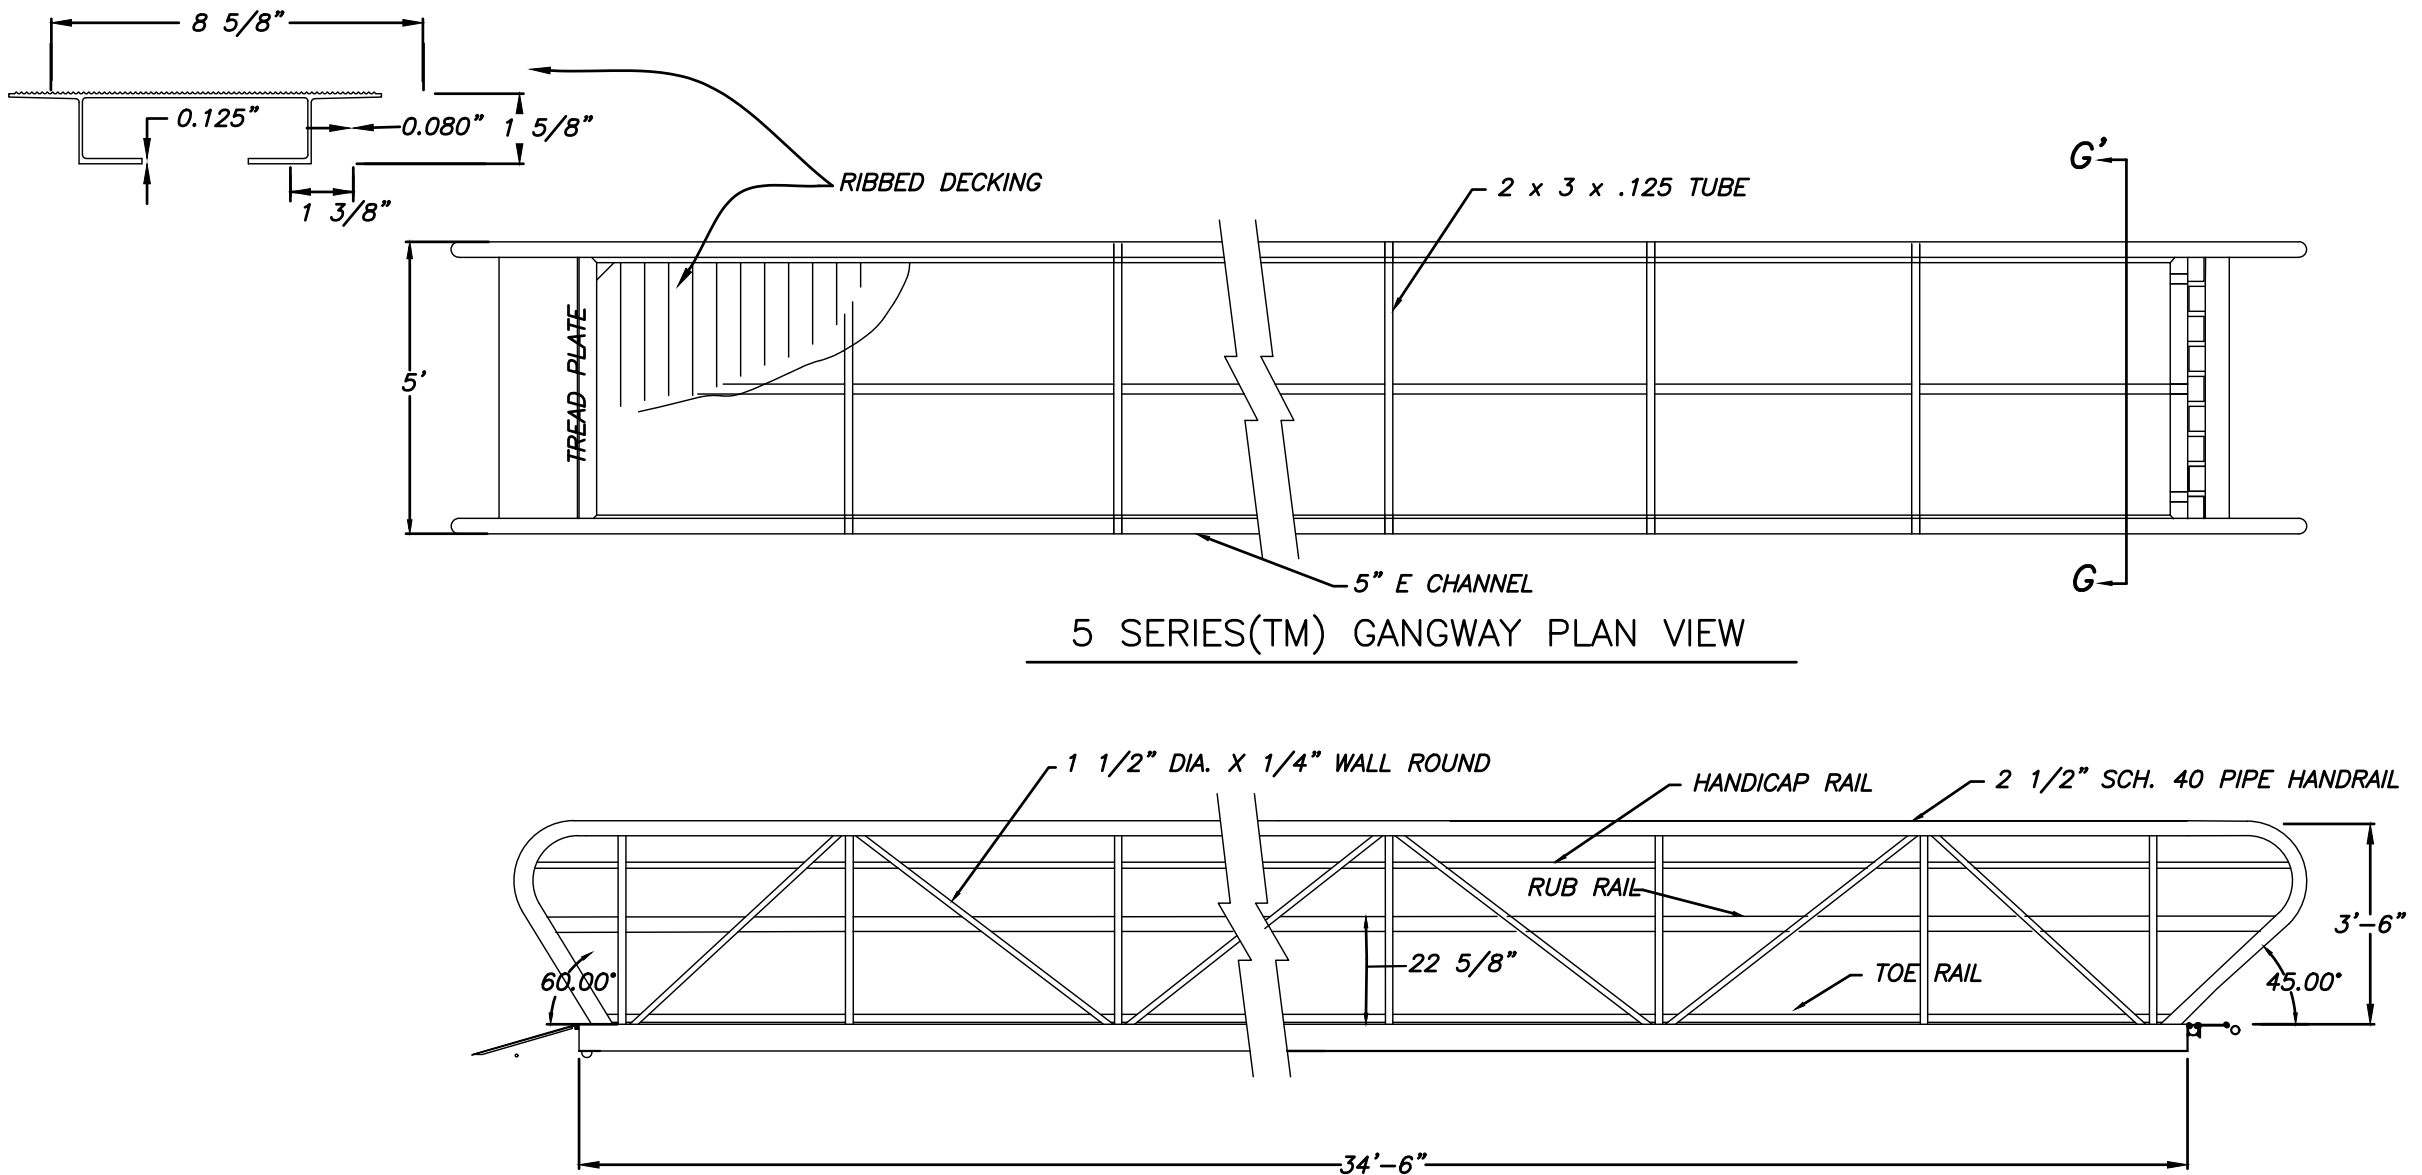 8 5/8"
0.125"
0.080"
1 5/8"
1 3/8"
RIBBED DECKING
2 x 3 x .125 TUBE
G'
TREAD PLATE
5'
5" E CHANNEL
G
5 SERIES(TM) GANGWAY PLAN VIEW
1 1/2" DIA. X 1/4" WALL ROUND
HANDICAP RAIL
2 1/2" SCH. 40 PIPE HANDRAIL
RUB RAIL
3'-6"
22 5/8"
TOE RAIL
60.00°
45.00°
34'-6"